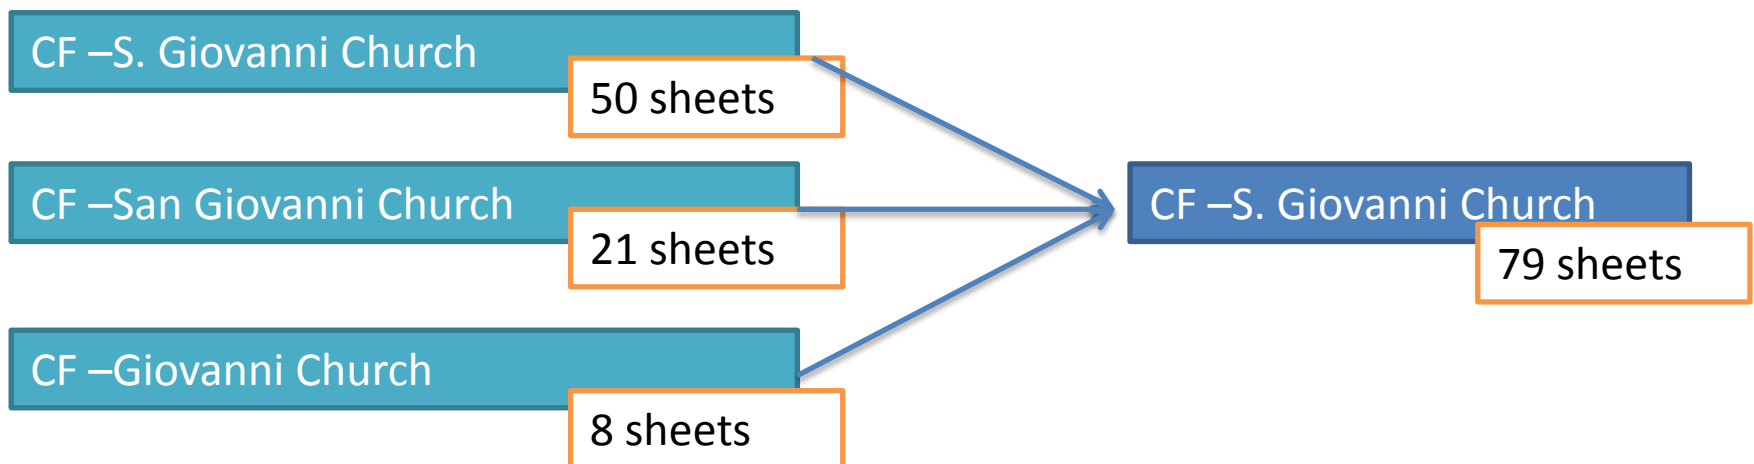 CF –S. Giovanni Church
50 sheets
CF –San Giovanni Church
21 sheets
CF –S. Giovanni Church
79 sheets
CF –Giovanni Church
8 sheets